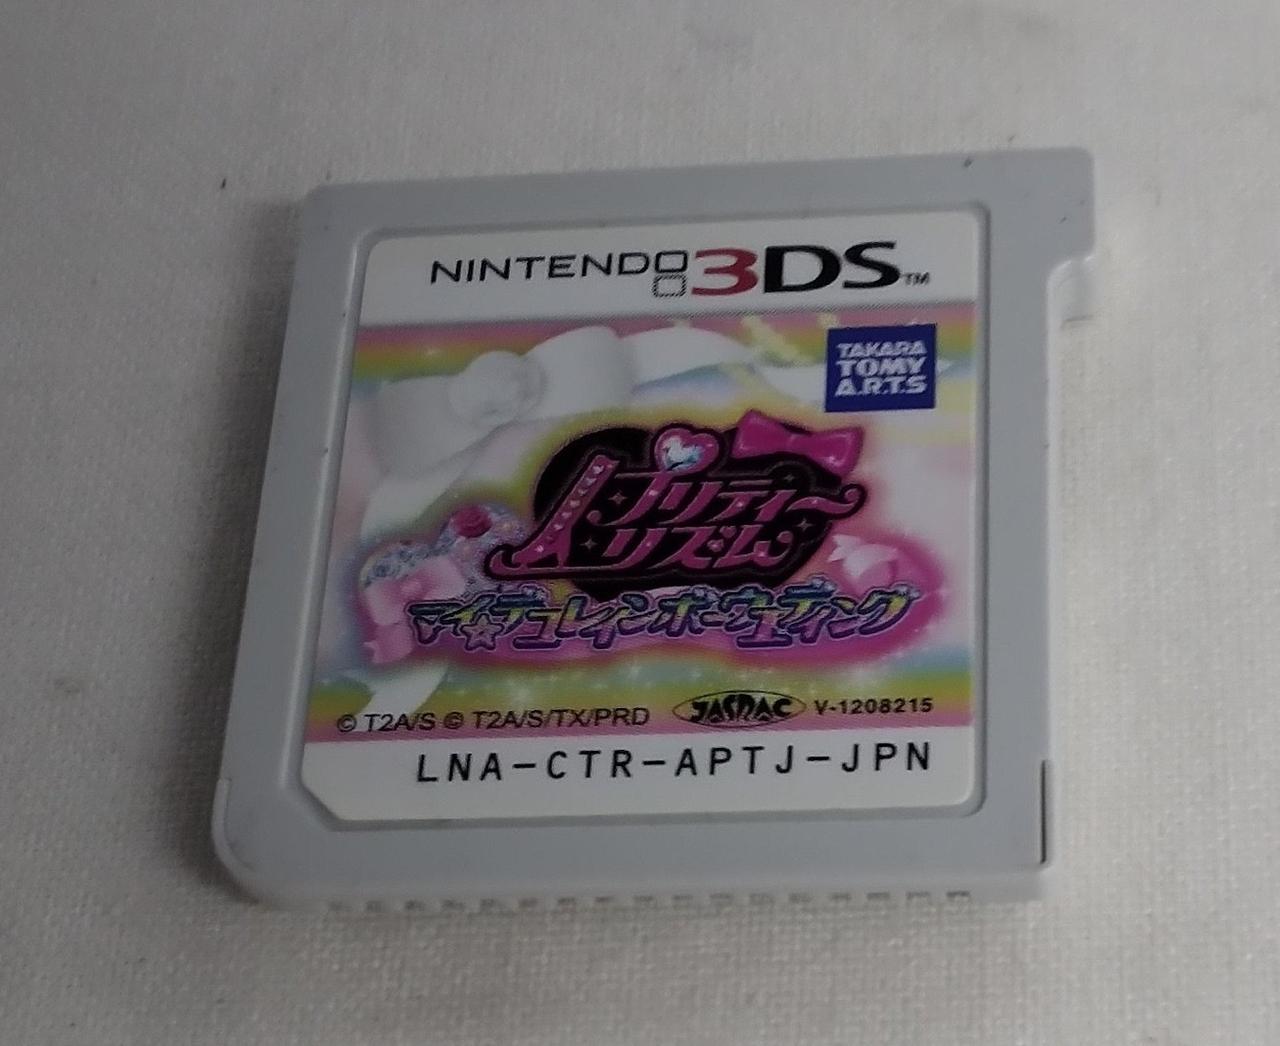 NINTENDO 3DS™
TAKARA
TOMY
A.R.T.S
プリティー
リズム
マイ☆デコレインボーウエディング
© T2A/S © T2A/S/TX/PRD
JASRAC V-1208215
LNA-CTR-APTJ-JPN